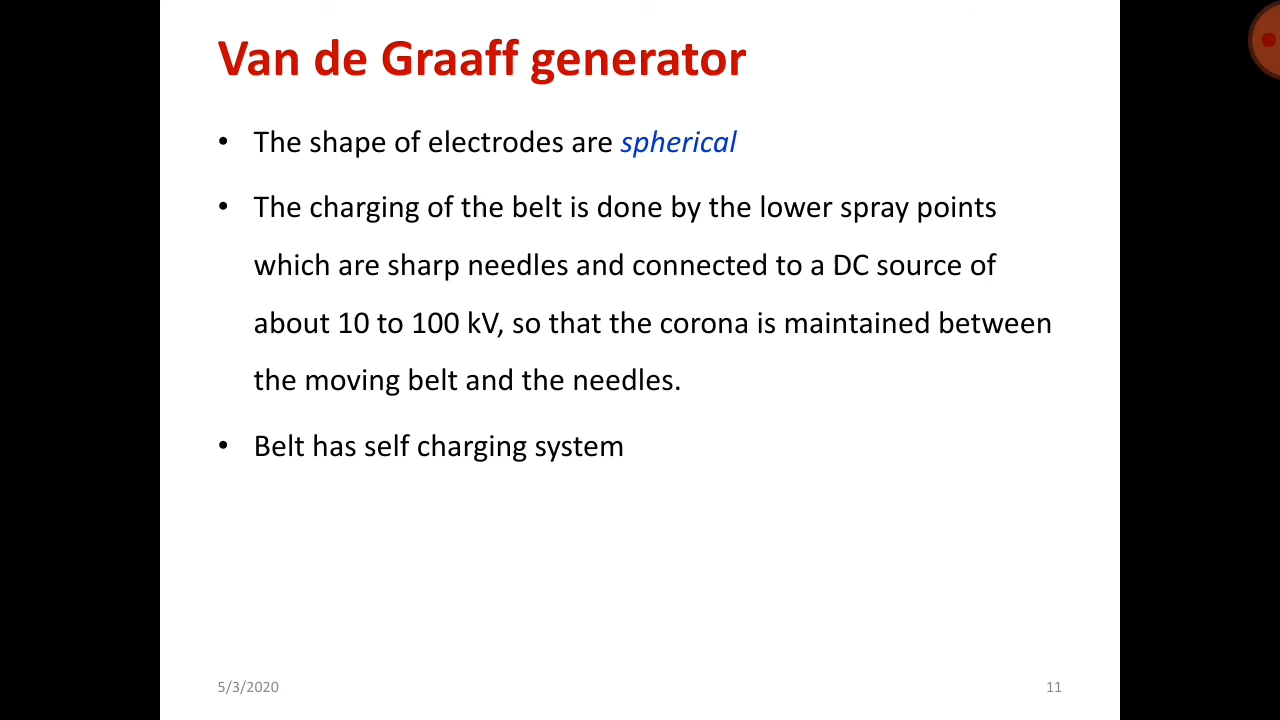 Van de Graaff generator
• The shape of electrodes are spherical
• The charging of the belt is done by the lower spray points
which are sharp needles and connected to a DC source of
about 10 to 100 kV, so that the corona is maintained between
the moving belt and the needles.
• Belt has self charging system
5/3/2020
11